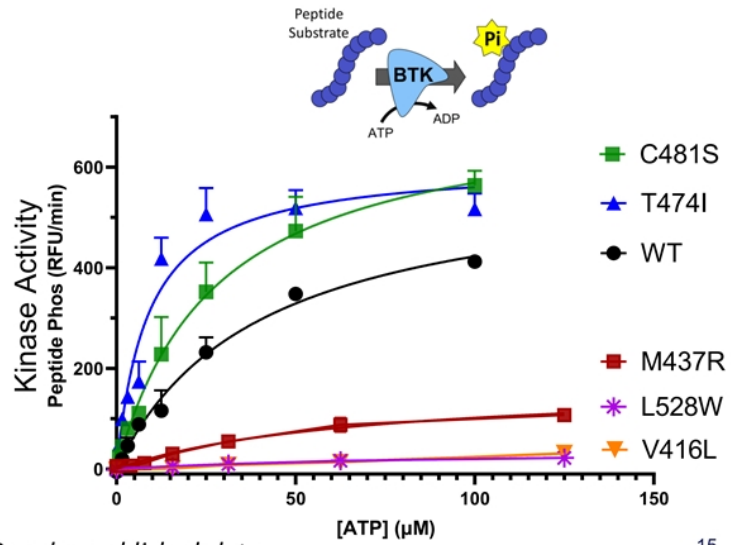 Peptide
Substrate
Pi
BTK
ATP
ADP
Kinase Activity
Peptide Phos (RFU/min)
600
400
200
0
0
50
100
150
[ATP] (µM)
C481S
T474I
WT
M437R
L528W
V416L
15